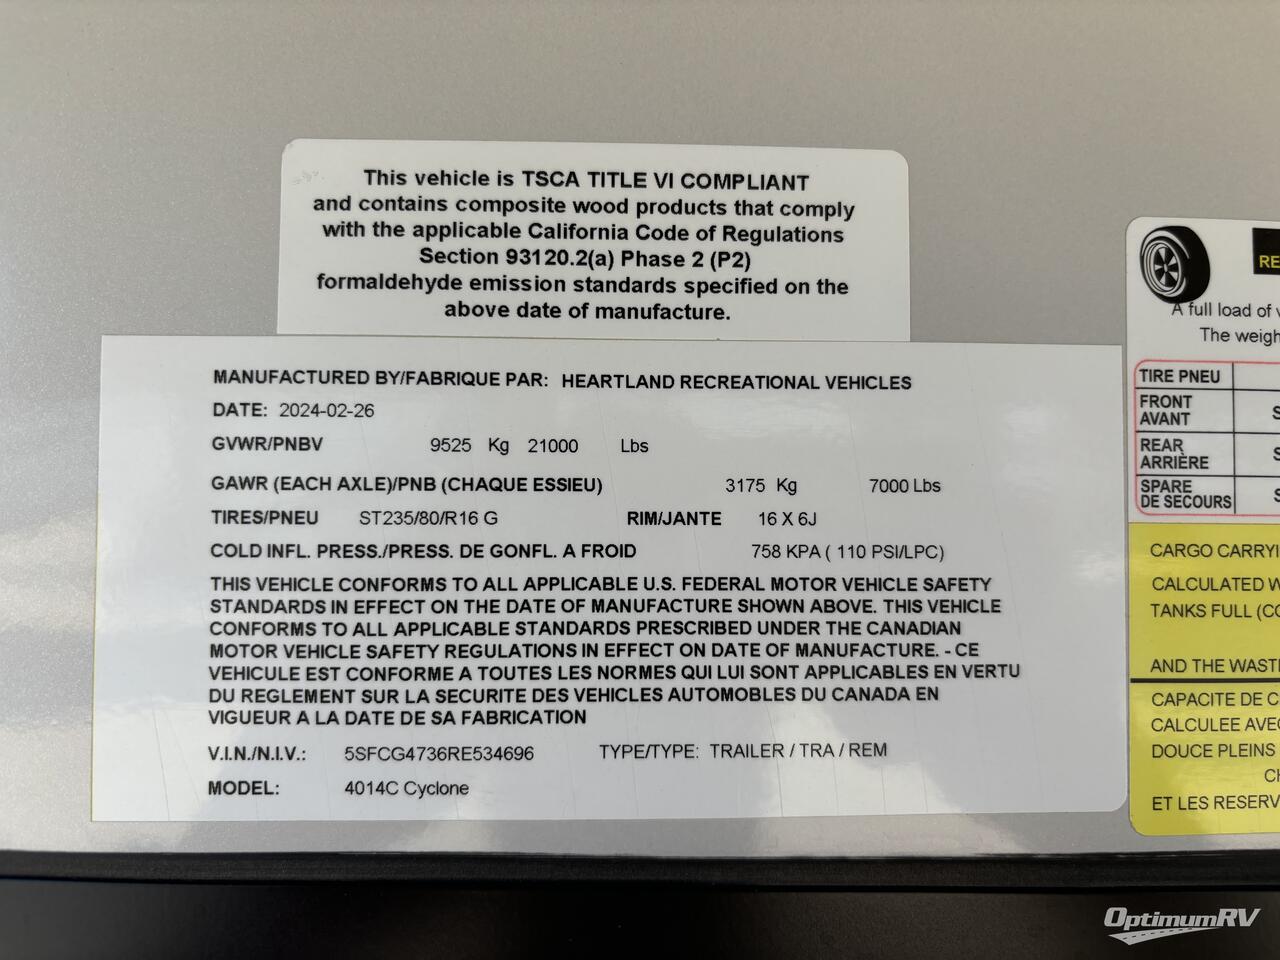 This vehicle is TSCA TITLE VI COMPLIANT
and contains composite wood products that comply
with the applicable California Code of Regulations
Section 93120.2(a) Phase 2 (P2)
formaldehyde emission standards specified on the
above date of manufacture.
MANUFACTURED BY/FABRIQUE PAR: HEARTLAND RECREATIONAL VEHICLES
DATE: 2024-02-26
GVWR/PNBV 9525 Kg 21000 Lbs
GAWR (EACH AXLE)/PNB (CHAQUE ESSIEU) 3175 Kg 7000 Lbs
TIRES/PNEU ST235/80/R16 G RIM/JANTE 16 X 6J
COLD INFL. PRESS./PRESS. DE GONFL. A FROID 758 KPA ( 110 PSI/LPC)
THIS VEHICLE CONFORMS TO ALL APPLICABLE U.S. FEDERAL MOTOR VEHICLE SAFETY
STANDARDS IN EFFECT ON THE DATE OF MANUFACTURE SHOWN ABOVE. THIS VEHICLE
CONFORMS TO ALL APPLICABLE STANDARDS PRESCRIBED UNDER THE CANADIAN
MOTOR VEHICLE SAFETY REGULATIONS IN EFFECT ON DATE OF MANUFACTURE. - CE
VEHICULE EST CONFORME A TOUTES LES NORMES QUI LUI SONT APPLICABLES EN VERTU
DU REGLEMENT SUR LA SECURITE DES VEHICLES AUTOMOBLES DU CANADA EN
VIGUEUR A LA DATE DE SA FABRICATION
V.I.N./N.I.V.: 5SFCG4736RE534696 TYPE/TYPE: TRAILER / TRA / REM
MODEL: 4014C Cyclone
A full load of
The weigh
TIRE PNEU
FRONT
AVANT
REAR
ARRIÈRE
SPARE
DE SECOURS
CARGO CARRYI
CALCULATED W
TANKS FULL (CO
AND THE WASTE
CAPACITE DE C
CALCULEE AVEC
DOUCE PLEINS
CH
ET LES RESERV
OptimumRV